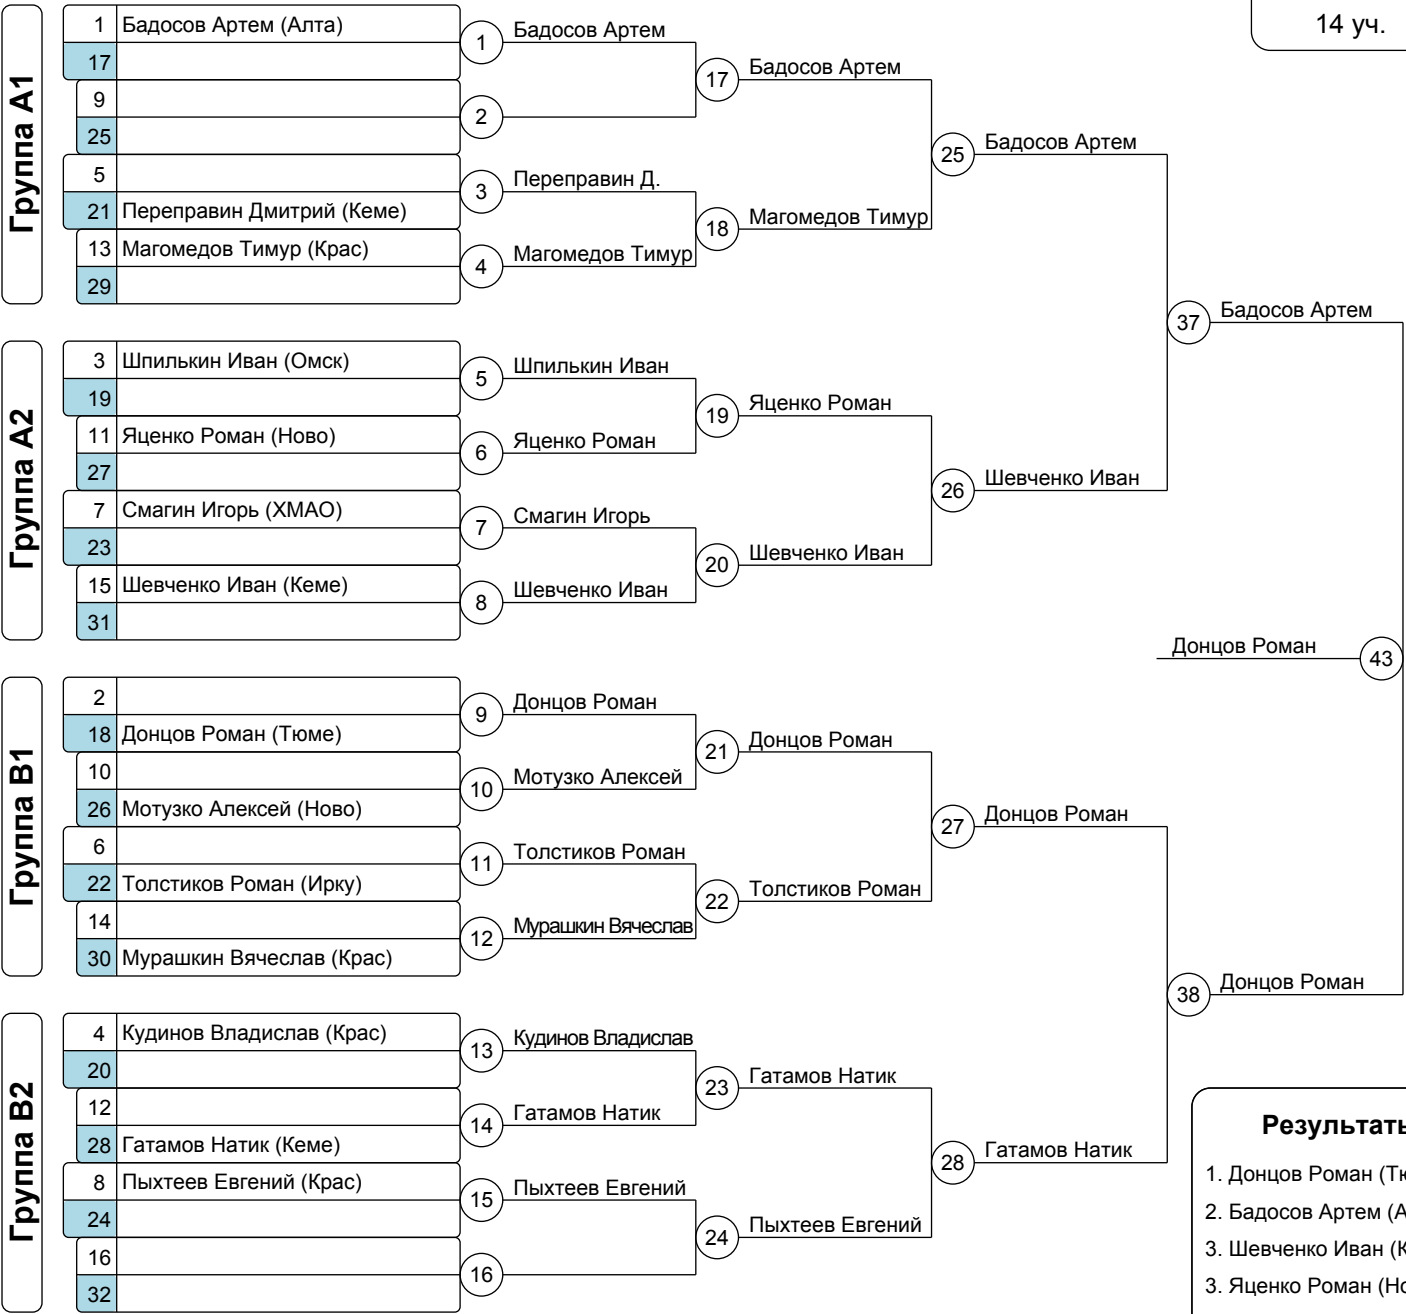 14 уч.
Группа A1
1 Бадосов Артем (Алта)
17
9
25
5
21 Переправин Дмитрий (Кеме)
13 Магомедов Тимур (Крас)
29
1 Бадосов Артем
2
3 Переправин Д.
4 Магомедов Тимур
17 Бадосов Артем
18 Магомедов Тимур
25 Бадосов Артем
Группа A2
3 Шпилькин Иван (Омск)
19
11 Яценко Роман (Ново)
27
7 Смагин Игорь (ХМАО)
23
15 Шевченко Иван (Кеме)
31
5 Шпилькин Иван
6 Яценко Роман
7 Смагин Игорь
8 Шевченко Иван
19 Яценко Роман
20 Шевченко Иван
26 Шевченко Иван
37 Бадосов Артем
Донцов Роман 43
Группа B1
2
18 Донцов Роман (Тюме)
10
26 Мотузко Алексей (Ново)
6
22 Толстиков Роман (Ирку)
14
30 Мурашкин Вячеслав (Крас)
9 Донцов Роман
10 Мотузко Алексей
11 Толстиков Роман
12 Мурашкин Вячеслав
21 Донцов Роман
22 Толстиков Роман
27 Донцов Роман
Группа B2
4 Кудинов Владислав (Крас)
20
12
28 Гатамов Натик (Кеме)
8 Пыхтеев Евгений (Крас)
24
16
32
13 Кудинов Владислав
14 Гатамов Натик
15 Пыхтеев Евгений
16
23 Гатамов Натик
24 Пыхтеев Евгений
28 Гатамов Натик
38 Донцов Роман
Результаты
1. Донцов Роман
2. Бадосов Артем
3. Шевченко Иван
3. Яценко Роман